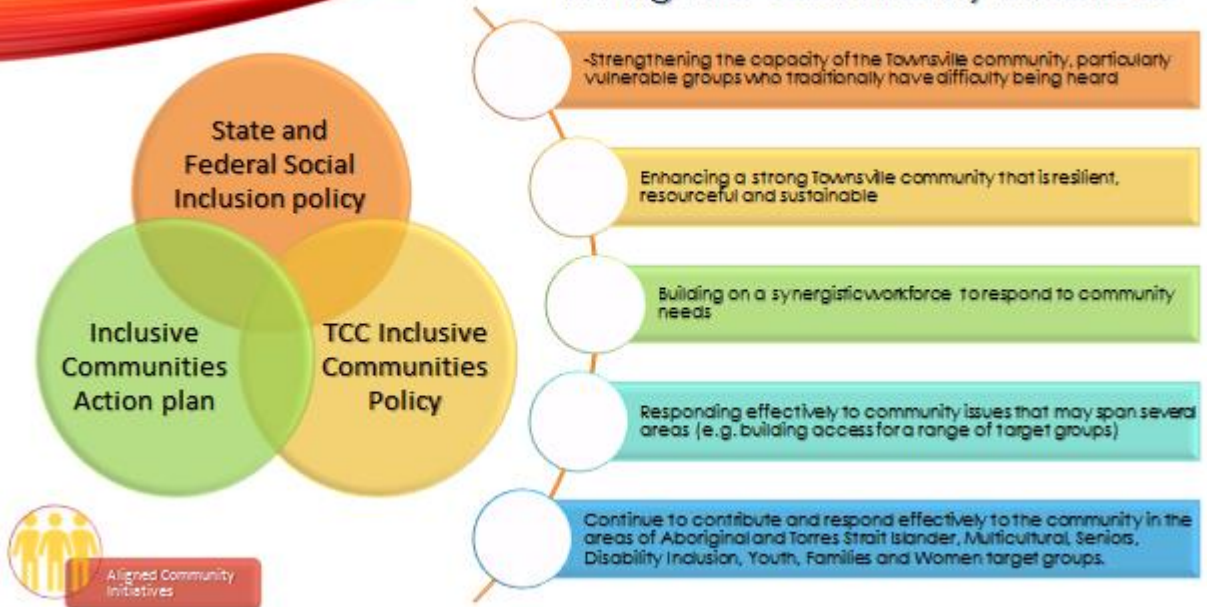 State and
Federal Social
Inclusion policy
Inclusive
Communities
Action plan
TCC Inclusive
Communities
Policy
-Strengthening the capacity of the Townsville community, particularly
vulnerable groups who traditionally have difficulty being heard
Enhancing a strong Townsville community that is resilient,
resourceful and sustainable
Building on a synergistic workforce to respond to community
needs
Responding effectively to community issues that may span several
areas (e.g. building access for a range of target groups)
Continue to contribute and respond effectively to the community in the
areas of Aboriginal and Torres Strait Islander, Multicultural, Seniors,
Disability Inclusion, Youth, Families and Women target groups.
Aligned Community
Initiatives